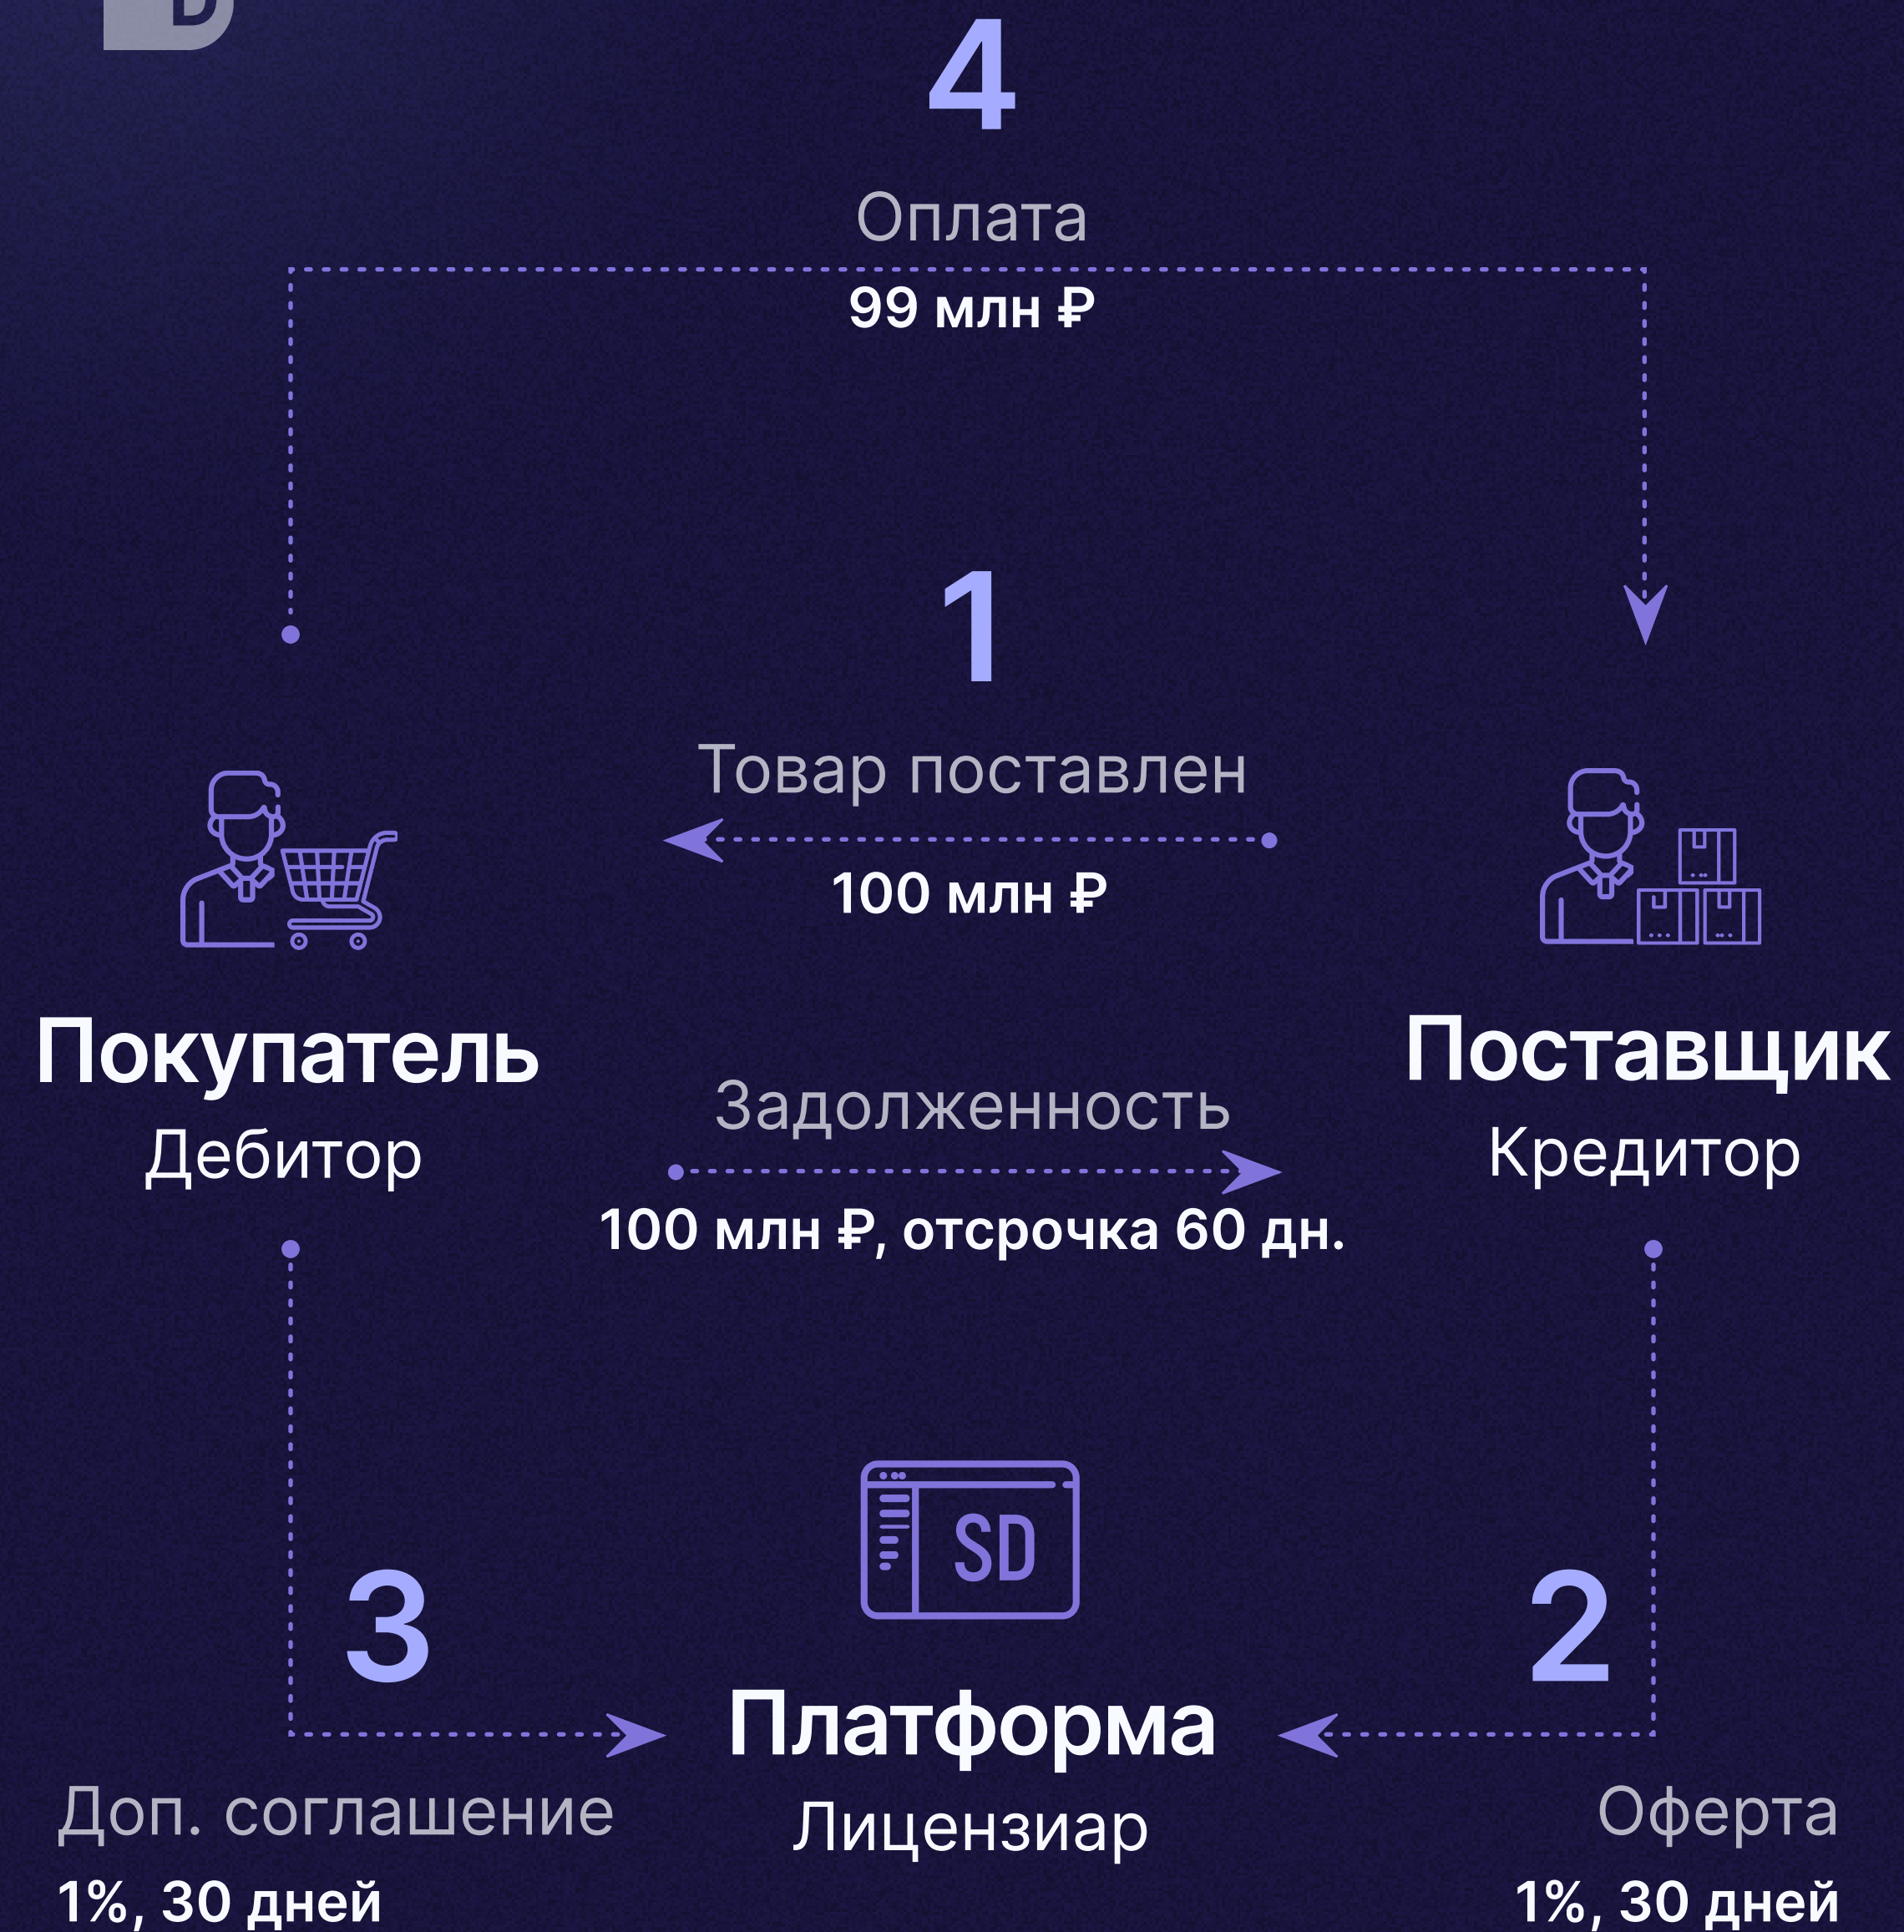 D
4
Оплата
99 млн ₽
1
Товар поставлен
100 млн ₽
Покупатель
Дебитор
Поставщик
Кредитор
Задолженность
100 млн ₽, отсрочка 60 дн.
SD
3
2
Платформа
Лицензиар
Доп. соглашение
1%, 30 дней
Оферта
1%, 30 дней